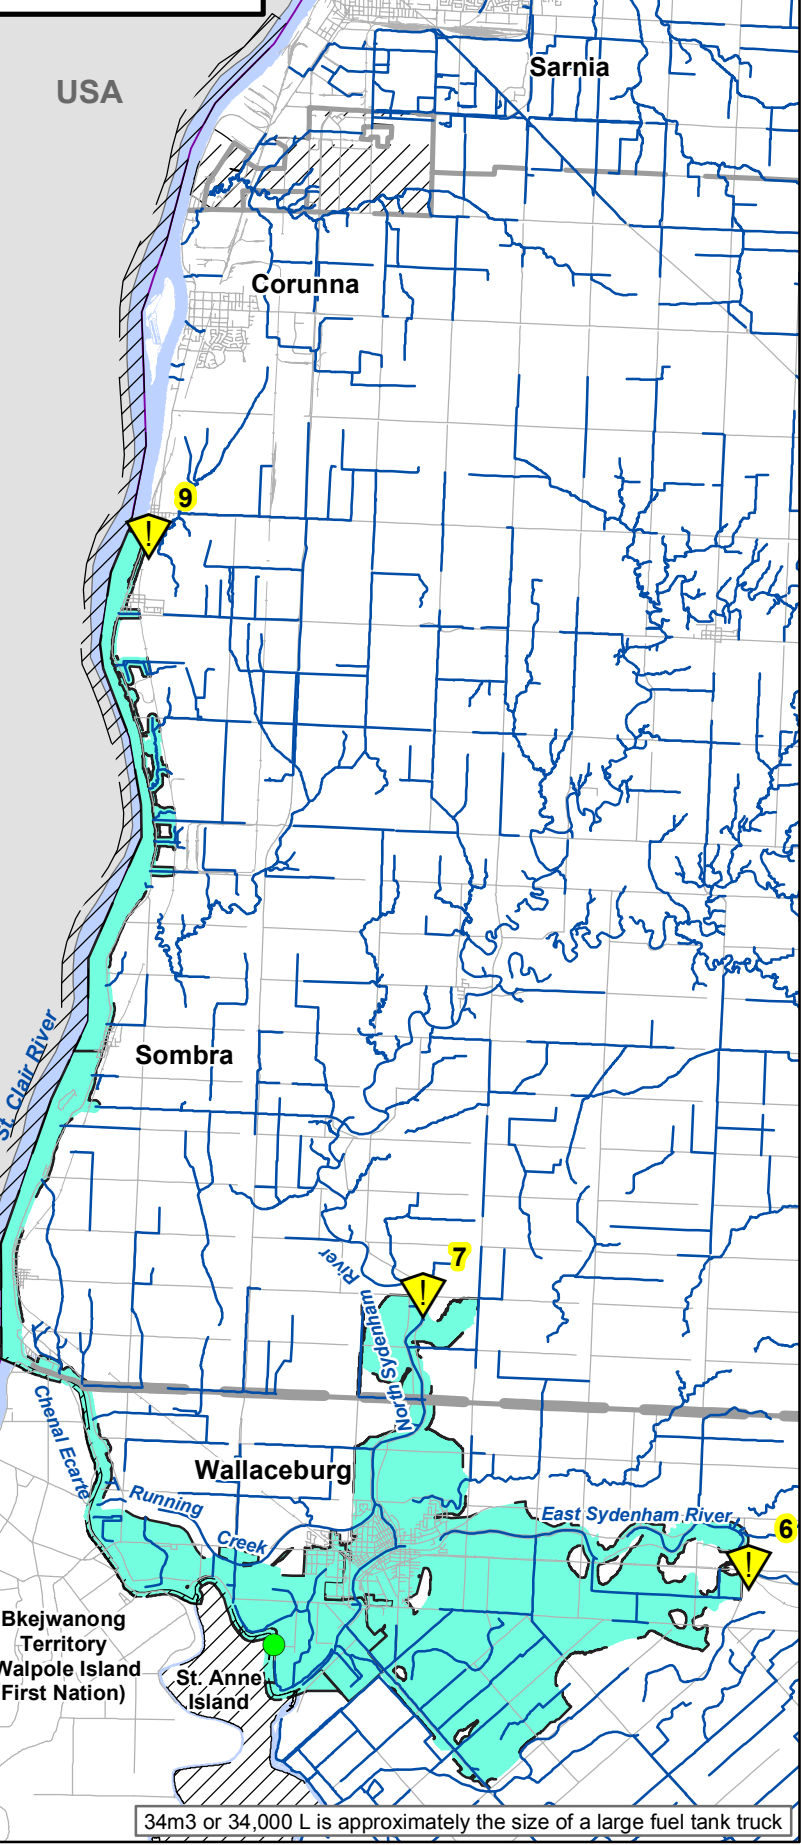 USA
Sarnia
Corunna
9
St. Clair River
Sombra
7
River
North Sydenham
Chenal Ecarte
Wallaceburg
Running
Creek
East Sydenham River
6
Bkejwanong
Territory
Walpole Island
First Nation)
St. Anne
Island
34m3 or 34,000 L is approximately the size of a large fuel tank truck